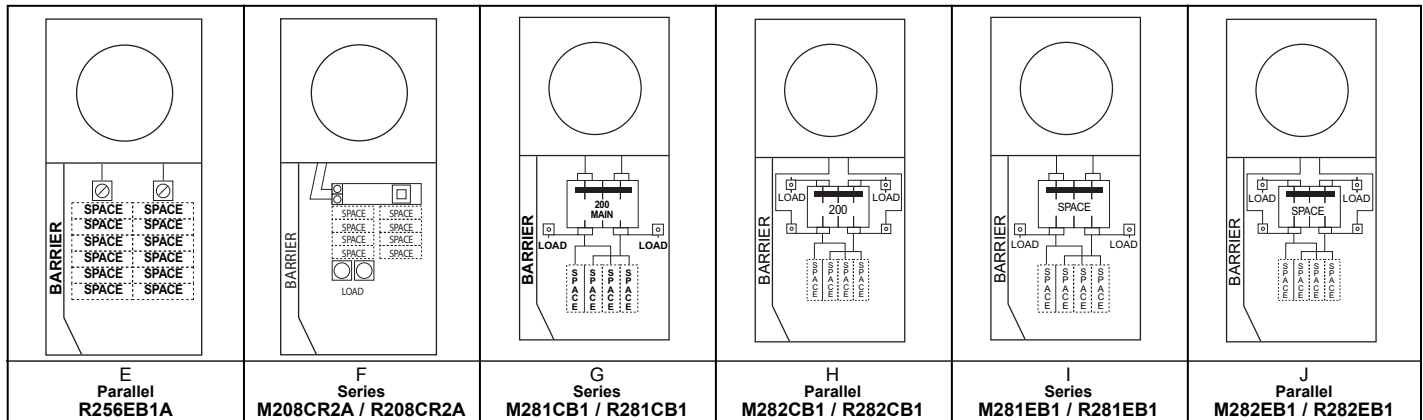 BARRIER
SPACE SPACE
SPACE SPACE
SPACE SPACE
SPACE SPACE
SPACE SPACE
SPACE SPACE
E
Parallel
R256EB1A
BARRIER
SPACE SPACE
SPACE SPACE
SPACE SPACE
SPACE SPACE
LOAD
F
Series
M208CR2A / R208CR2A
BARRIER
200
MAIN
LOAD LOAD
SPACE SPACE SPACE SPACE
G
Series
M281CB1 / R281CB1
BARRIER
LOAD LOAD
200
SPACE SPACE SPACE SPACE
H
Parallel
M282CB1 / R282CB1
BARRIER
SPACE
LOAD LOAD
SPACE SPACE SPACE SPACE
I
Series
M281EB1 / R281EB1
BARRIER
LOAD LOAD
SPACE
SPACE SPACE SPACE SPACE
J
Parallel
M282EB1 / R282EB1